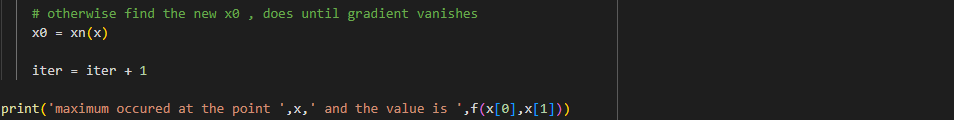 # otherwise find the new x0 , does until gradient vanishes
x0 = xn(x)
iter = iter + 1
print('maximum occured at the point ',x,' and the value is ',f(x[0],x[1]))